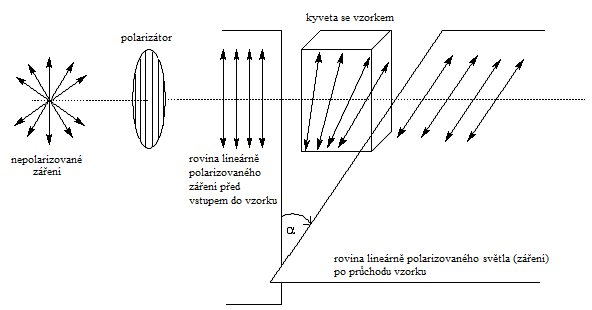 kyveta se vzorkem
polarizátor
nepolarizované
záření
rovina lineárně
polarizovaného
záření před
vstupem do vzorku
α
rovina lineárně polarizovaného světla (záření)
po průchodu vzorku